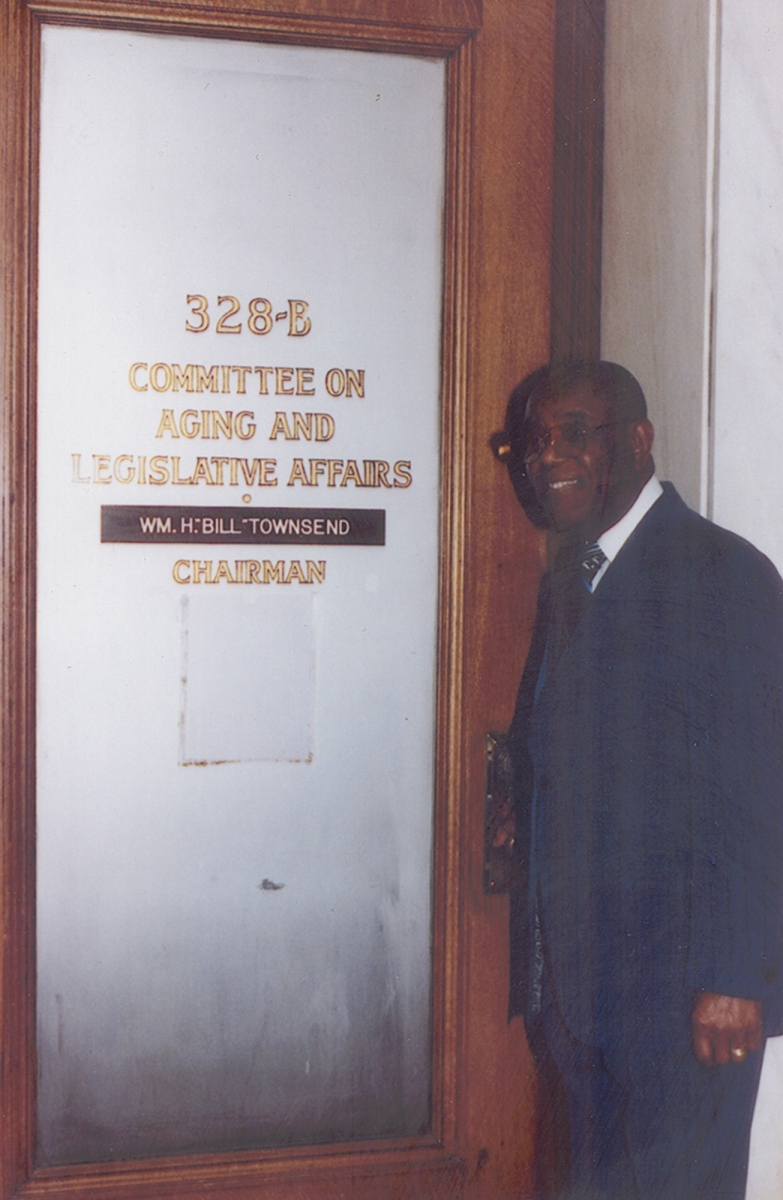 328-B
COMMITTEE ON
AGING AND
LEGISLATIVE AFFAIRS
WM. H. "BILL" TOWNSEND
CHAIRMAN